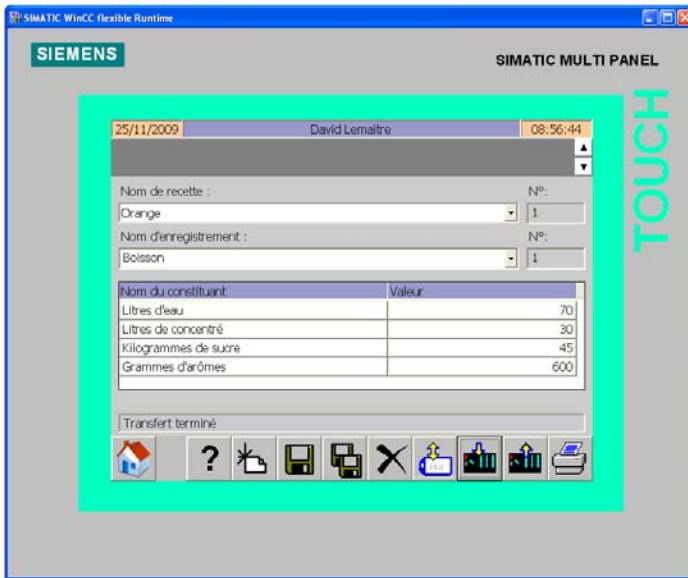 SIMATIC WinCC flexible Runtime
SIEMENS
SIMATIC MULTI PANEL
TOUCH
25/11/2009 David Lemaitre 08:56:44
Nom de recette : N°:
Orange 1
Nom d'enregistrement : N°:
Boisson 1
Nom du constituant Valeur
Litres d'eau 70
Litres de concentré 30
Kilogrammes de sucre 45
Grammes d'arômes 600
Transfert terminé
?